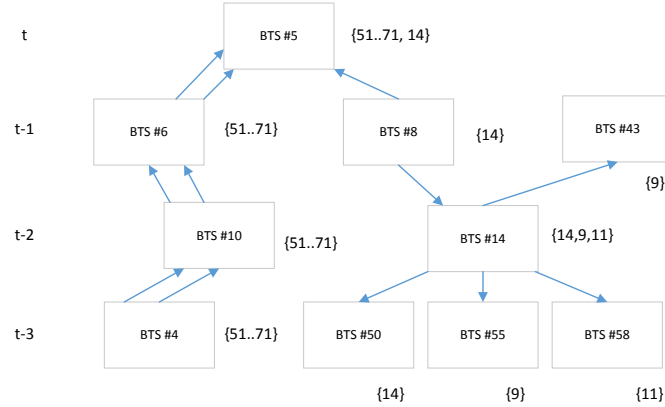 t
BTS #5
{51..71, 14}
t-1
BTS #6
{51..71}
BTS #8
{14}
BTS #43
{9}
t-2
BTS #10
{51..71}
BTS #14
{14,9,11}
t-3
BTS #4
{51..71}
BTS #50
BTS #55
BTS #58
{14}
{9}
{11}